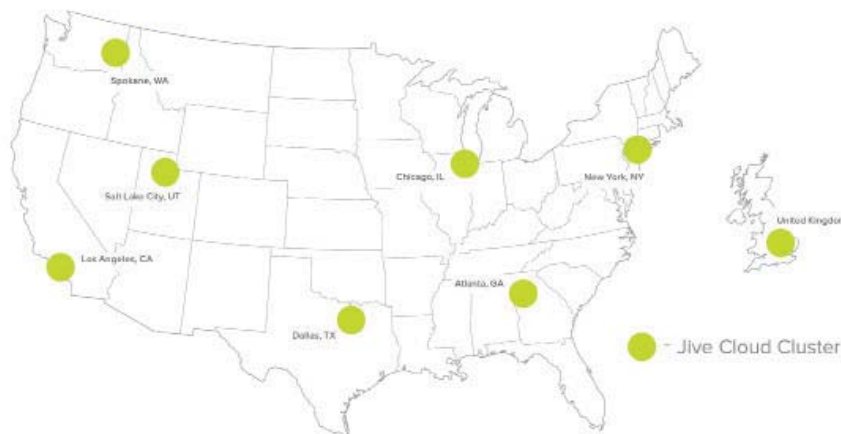 Spokane, WA
Chicago, IL
New York, NY
Salt Lake City, UT
United Kingdom
Los Angeles, CA
Atlanta, GA
Dallas, TX
- Jive Cloud Cluster